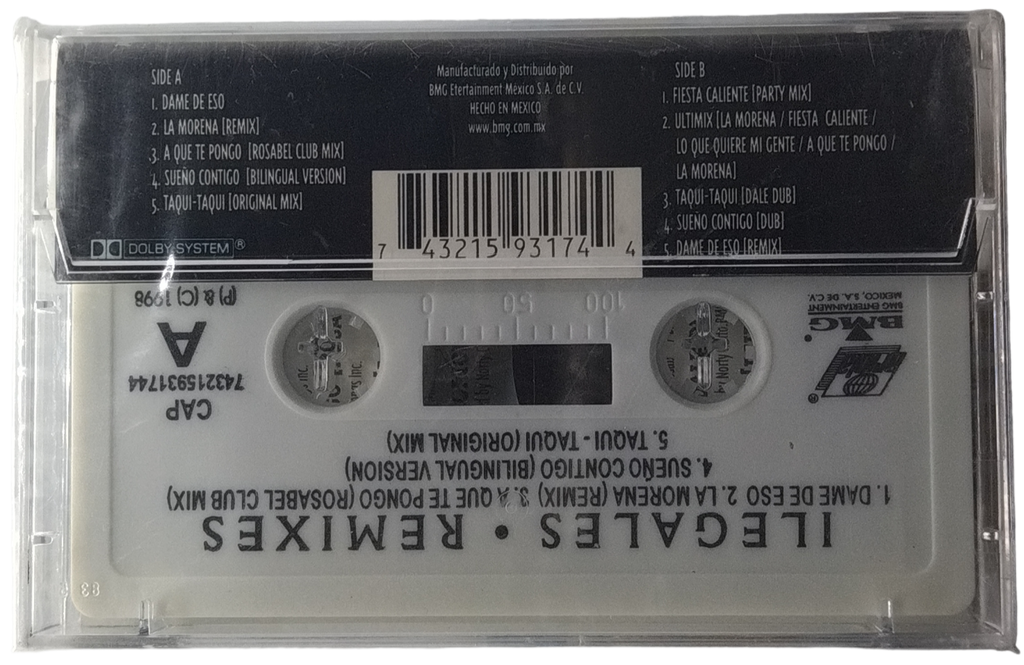 SIDE A
1. DAME DE ESO
2. LA MORENA [REMIX]
3. A QUE TE PONGO [ROSABEL CLUB MIX]
4. SUEÑO CONTIGO [BILINGUAL VERSION]
5. TAQUI-TAQUI [ORIGINAL MIX]
DOLBY SYSTEM®
Manufacturado y Distribuido por
BMG Etertainment México S.A. de C.V.
HECHO EN MEXICO
www.bmg.com.mx
7 43215 93174 4
SIDE B
1. FIESTA CALIENTE [PARTY MIX]
2. ULTIMIX [LA MORENA / FIESTA CALIENTE /
LO QUE QUIERE MI GENTE / A QUE TE PONGO /
LA MORENA]
3. TAQUI-TAQUI [DALE DUB]
4. SUEÑO CONTIGO [DUB]
5. DAME DE ESO [REMIX]
ILEGALES • REMIXES
1. DAME DE ESO 2. LA MORENA (REMIX) 3. A QUE TE PONGO (ROSABEL CLUB MIX)
4. SUEÑO CONTIGO (BILINGUAL VERSION)
5. TAQUI - TAQUI (ORIGINAL MIX)
CAP
743215931744
A
(P) & (C) 1998
100 50 0
BMG
BMG ENTERTAINMENT
MEXICO, S.A. DE C.V.
83